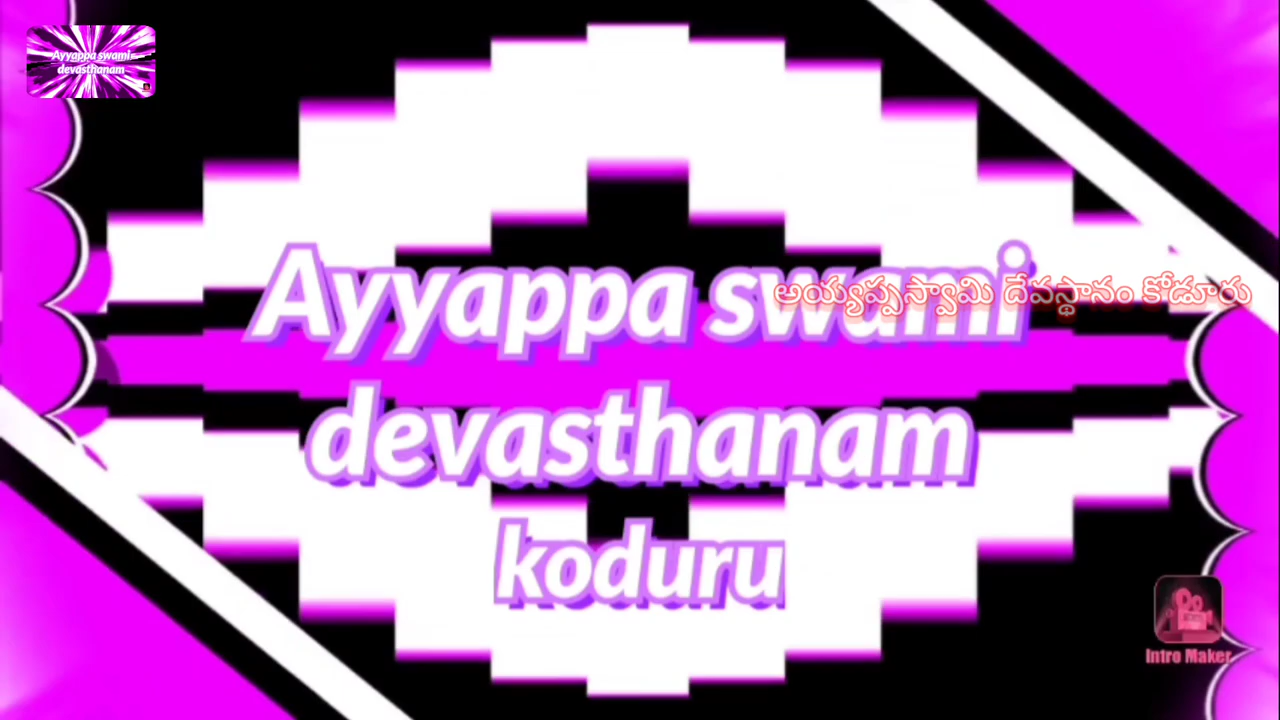 Ayyappa swami
devasthanam
Ayyappa swami
అయ్యప్పస్వామి దేవస్థానం కోడూరు
devasthanam
koduru
Intro Maker